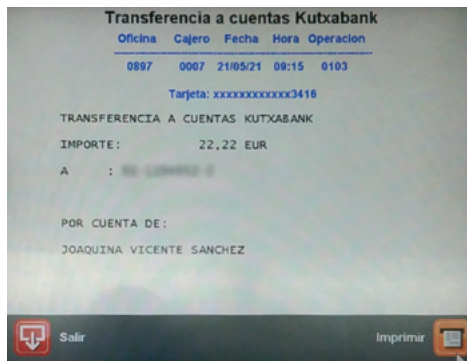 Transferencia a cuentas Kutxabank
Oficina Cajero Fecha Hora Operacion
0897 0007 21/05/21 09:15 0103
Tarjeta: xxxxxxxxxxxx3416
TRANSFERENCIA A CUENTAS KUTXABANK
IMPORTE: 22,22 EUR
A :
POR CUENTA DE:
JOAQUINA VICENTE SANCHEZ
Salir Imprimir